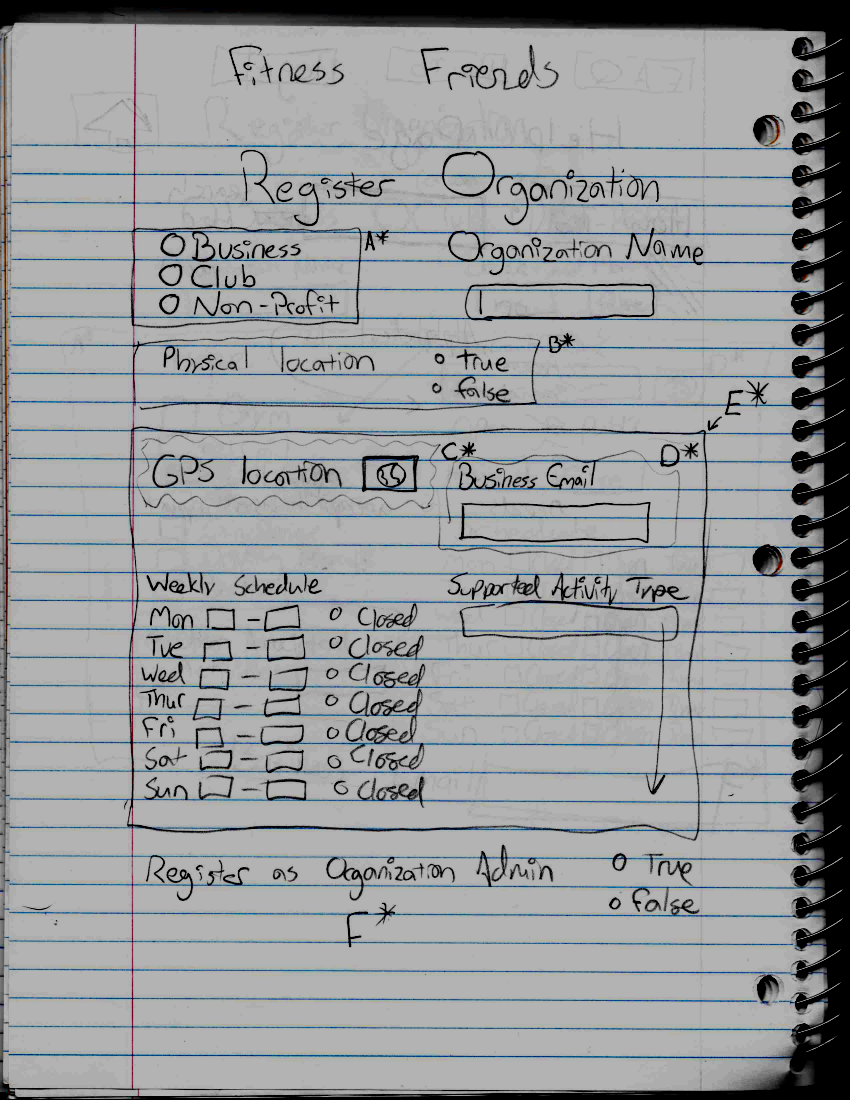 Fitness Friends
Register Organization
Business A*
Club
Non-Profit
Organization Name
Physical location true B*
false
E*
GPS location
C* D*
Business Email
Weekly Schedule
Mon - Closed
Tue - Closed
Wed - Closed
Thur - Closed
Fri - Closed
Sat - Closed
Sun - Closed
Supported Activity Type
Register as Organization Admin True
false
F*